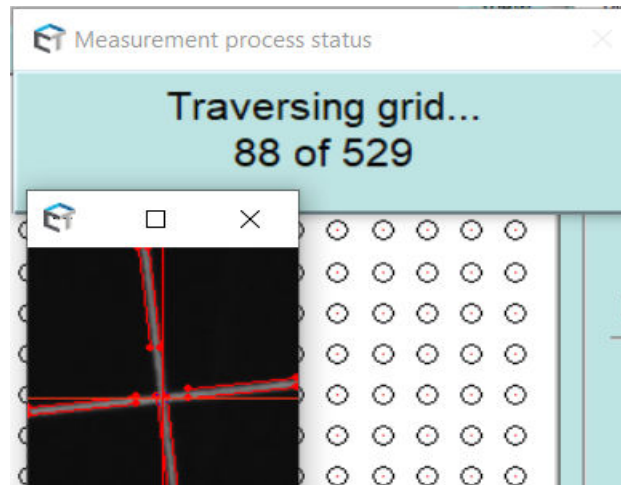 Measurement process status
Traversing grid...
88 of 529